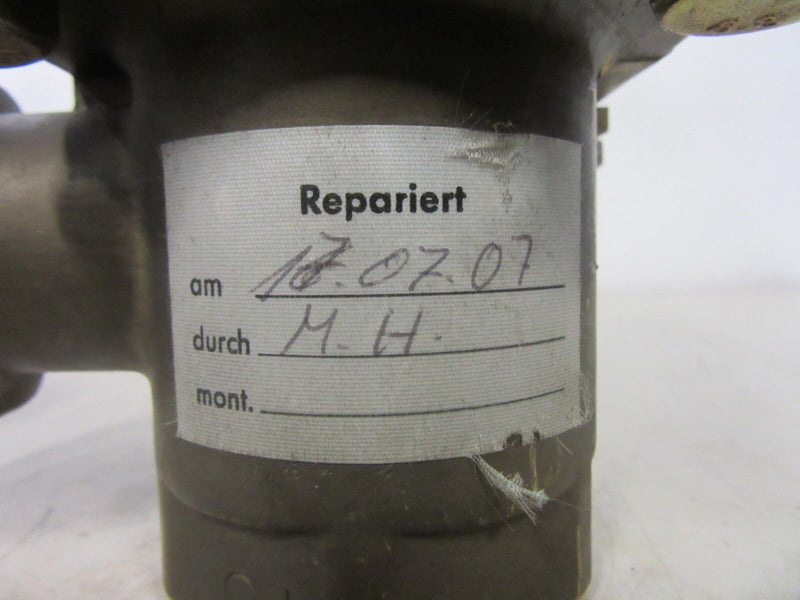 Repariert
am 17.07.07
durch M. H.
mont.